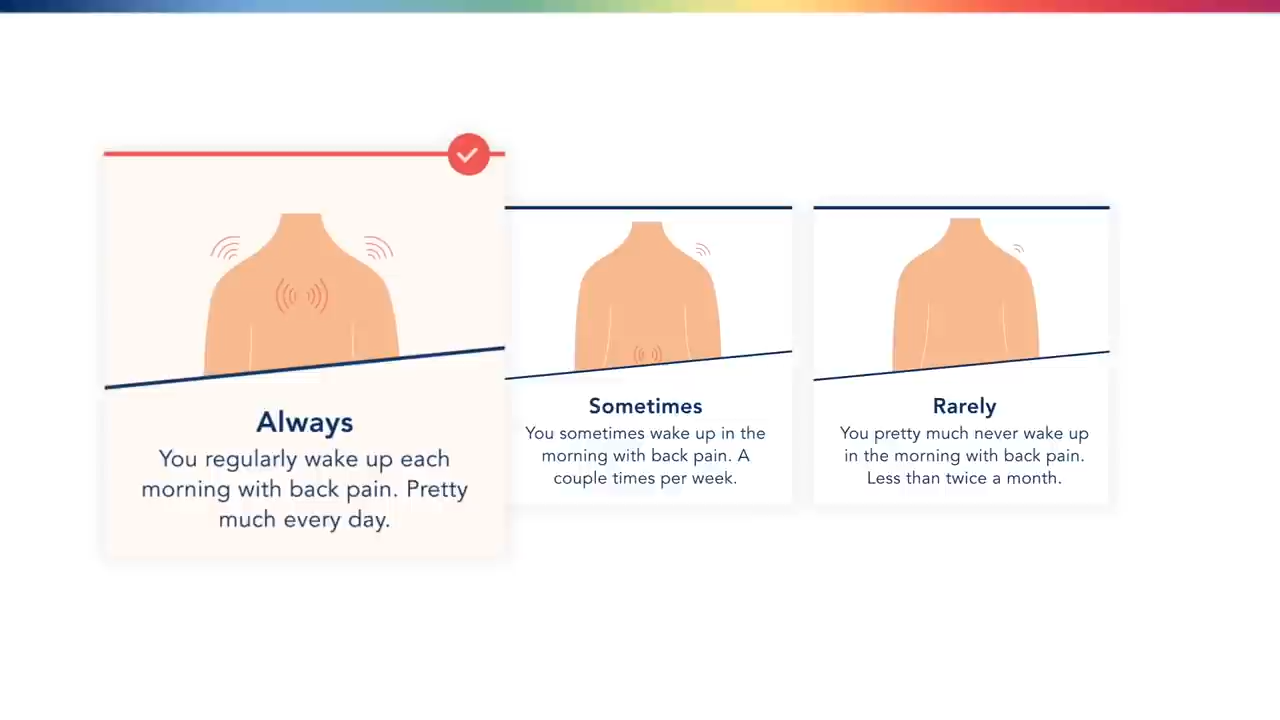 Always
You regularly wake up each
morning with back pain. Pretty
much every day.
Sometimes
You sometimes wake up in the
morning with back pain. A
couple times per week.
Rarely
You pretty much never wake up
in the morning with back pain.
Less than twice a month.